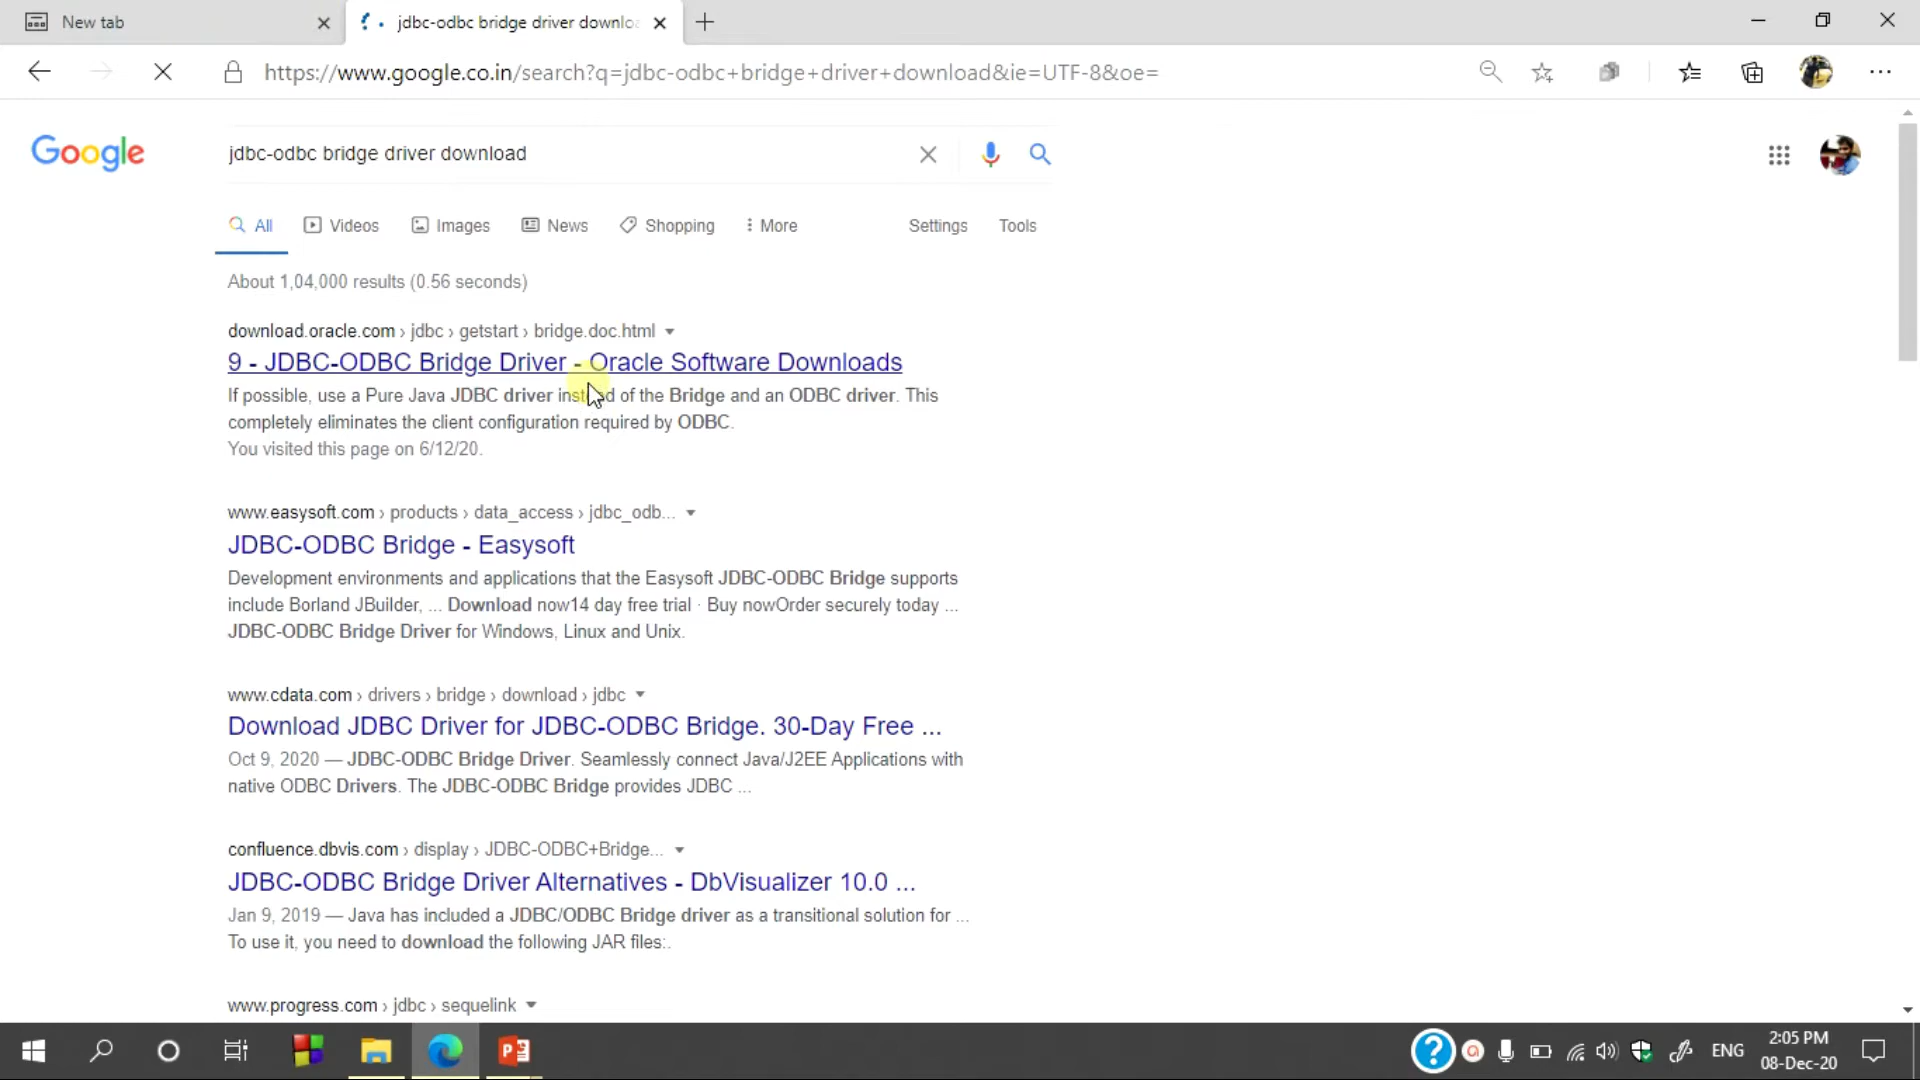 New tab
jdbc-odbc bridge driver downlo
https://www.google.co.in/search?q=jdbc-odbc+bridge+driver+download&ie=UTF-8&oe=
Google
jdbc-odbc bridge driver download
All Videos Images News Shopping More Settings Tools
About 1,04,000 results (0.56 seconds)
download.oracle.com › jdbc › getstart › bridge.doc.html
9 - JDBC-ODBC Bridge Driver - Oracle Software Downloads
If possible, use a Pure Java JDBC driver instead of the Bridge and an ODBC driver. This
completely eliminates the client configuration required by ODBC.
You visited this page on 6/12/20.
www.easysoft.com › products › data_access › jdbc_odb...
JDBC-ODBC Bridge - Easysoft
Development environments and applications that the Easysoft JDBC-ODBC Bridge supports
include Borland JBuilder, ... Download now14 day free trial · Buy nowOrder securely today ...
JDBC-ODBC Bridge Driver for Windows, Linux and Unix.
www.cdata.com › drivers › bridge › download › jdbc
Download JDBC Driver for JDBC-ODBC Bridge. 30-Day Free ...
Oct 9, 2020 — JDBC-ODBC Bridge Driver. Seamlessly connect Java/J2EE Applications with
native ODBC Drivers. The JDBC-ODBC Bridge provides JDBC ...
confluence.dbvis.com › display › JDBC-ODBC+Bridge...
JDBC-ODBC Bridge Driver Alternatives - DbVisualizer 10.0 ...
Jan 9, 2019 — Java has included a JDBC/ODBC Bridge driver as a transitional solution for ...
To use it, you need to download the following JAR files:.
www.progress.com › jdbc › sequelink
ENG
2:05 PM
08-Dec-20